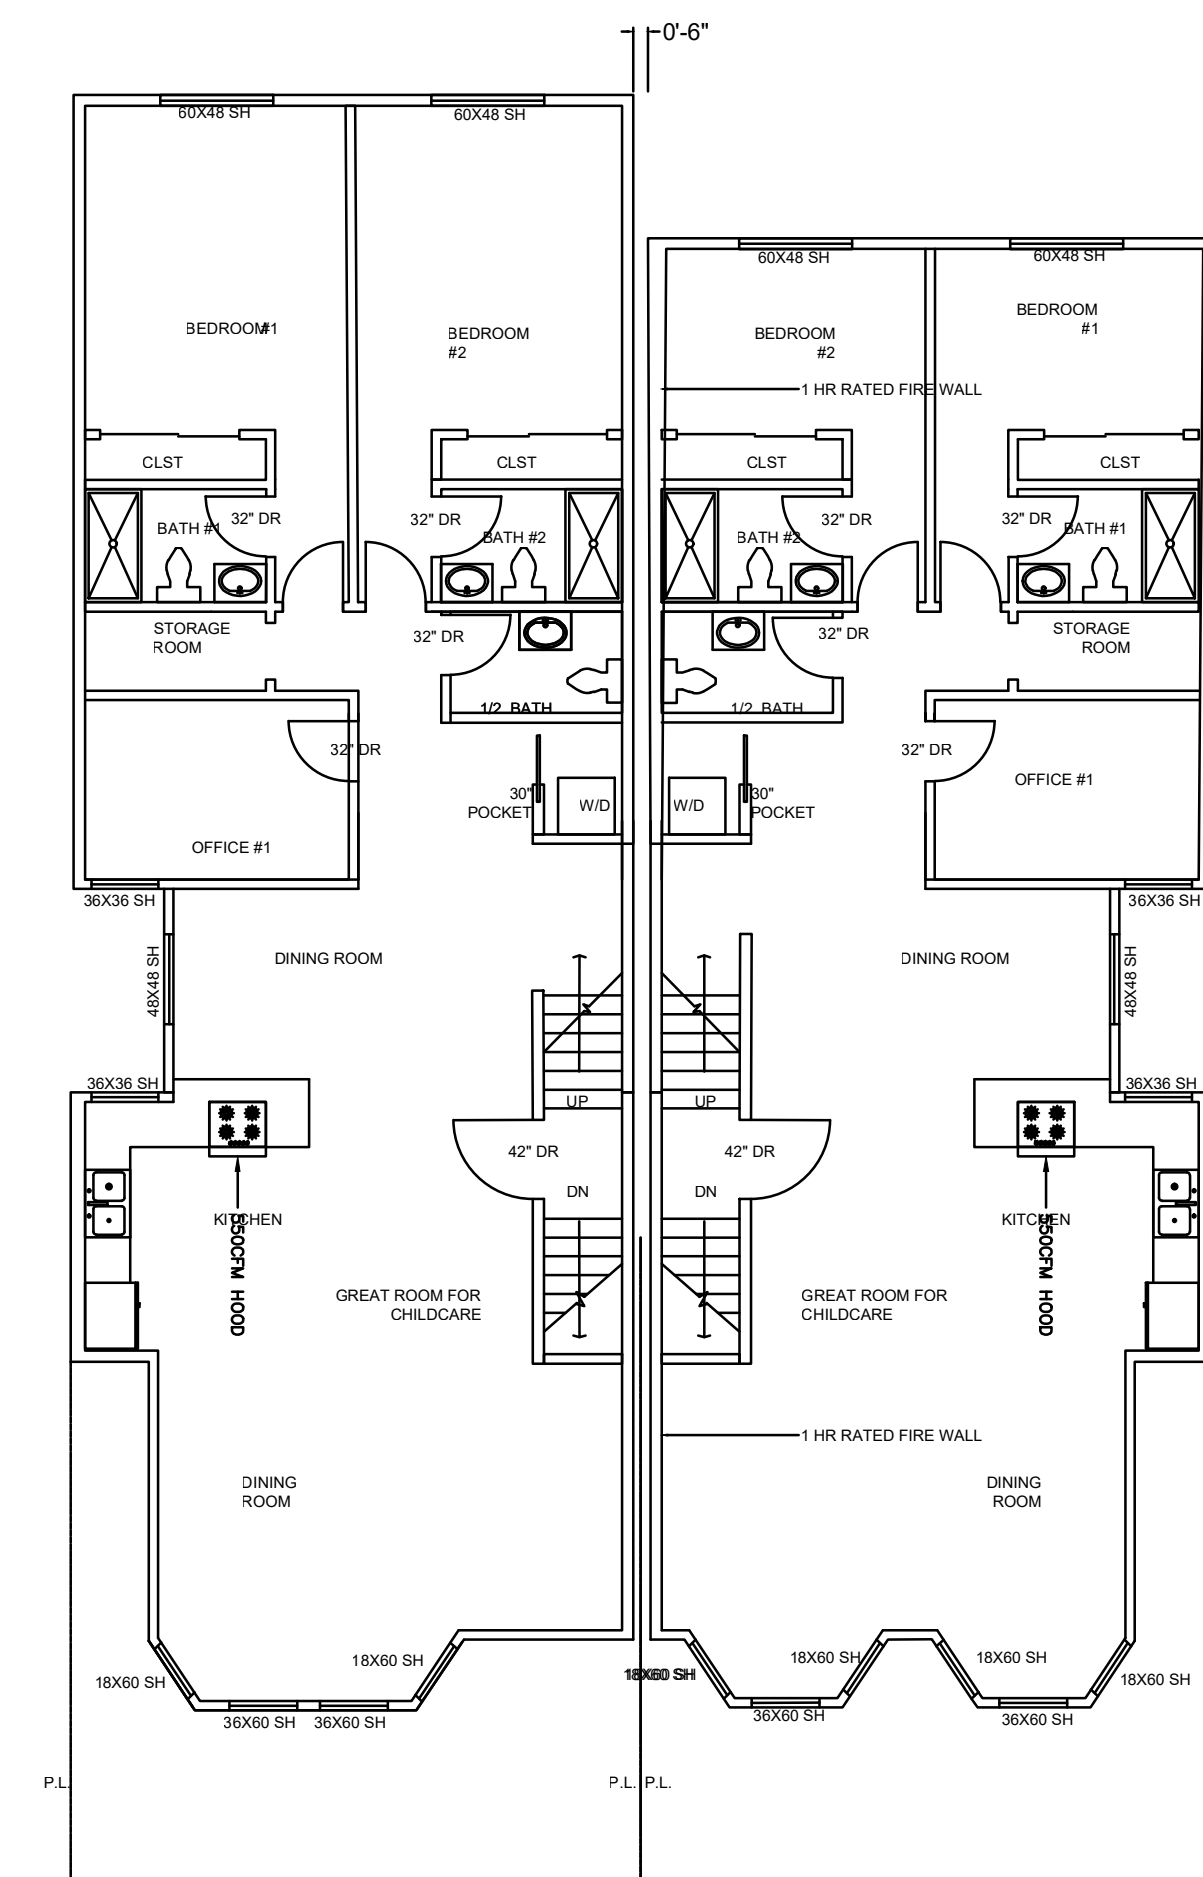 0'-6"
60X48 SH
60X48 SH
60X48 SH
60X48 SH
BEDROOM#1
BEDROOM
#2
BEDROOM
#2
BEDROOM
#1
1 HR RATED FIRE WALL
CLST
CLST
CLST
CLST
BATH #1
32" DR
32" DR
BATH #2
BATH #2
32" DR
32" DR
BATH #1
STORAGE
ROOM
32" DR
32" DR
STORAGE
ROOM
1/2 BATH
1/2 BATH
32" DR
32" DR
30"
POCKET
W/D
W/D
30"
POCKET
OFFICE #1
OFFICE #1
36X36 SH
36X36 SH
48X48 SH
DINING ROOM
DINING ROOM
48X48 SH
36X36 SH
36X36 SH
UP
UP
42" DR
42" DR
DN
DN
KITCHEN
KITCHEN
550CFM HOOD
550CFM HOOD
GREAT ROOM FOR
CHILDCARE
GREAT ROOM FOR
CHILDCARE
1 HR RATED FIRE WALL
DINING
ROOM
DINING
ROOM
18X60 SH
18X60 SH
18X60 SH
18X60 SH
18X60 SH
18X60 SH
36X60 SH
36X60 SH
36X60 SH
36X60 SH
P.L.
P.L.
P.L.